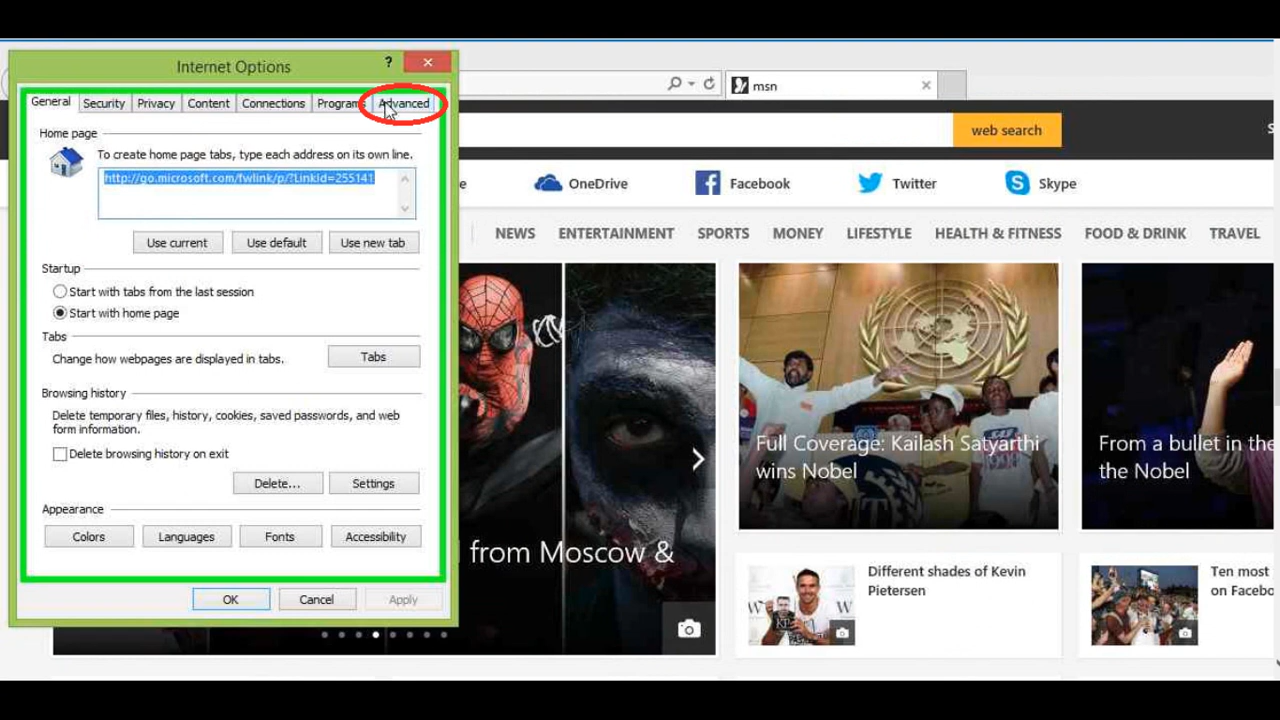 Internet Options
?
msn
General Security Privacy Content Connections Programs Advanced
Home page
To create home page tabs, type each address on its own line.
http://go.microsoft.com/fwlink/p/?LinkId=255141
Use current Use default Use new tab
Startup
Start with tabs from the last session
Start with home page
Tabs
Change how webpages are displayed in tabs.
Tabs
Browsing history
Delete temporary files, history, cookies, saved passwords, and web
form information.
Delete browsing history on exit
Delete... Settings
Appearance
Colors Languages Fonts Accessibility
OK Cancel Apply
web search
OneDrive Facebook Twitter Skype
NEWS ENTERTAINMENT SPORTS MONEY LIFESTYLE HEALTH & FITNESS FOOD & DRINK TRAVEL
from Moscow &
Full Coverage: Kailash Satyarthi
wins Nobel
From a bullet in the
the Nobel
Different shades of Kevin
Pietersen
Ten most
on Facebo